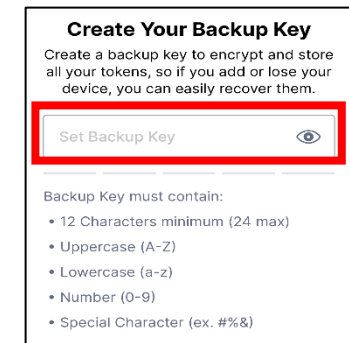 Create Your Backup Key
Create a backup key to encrypt and store
all your tokens, so if you add or lose your
device, you can easily recover them.
Set Backup Key
Backup Key must contain:
• 12 Characters minimum (24 max)
• Uppercase (A-Z)
• Lowercase (a-z)
• Number (0-9)
• Special Character (ex. #%&)